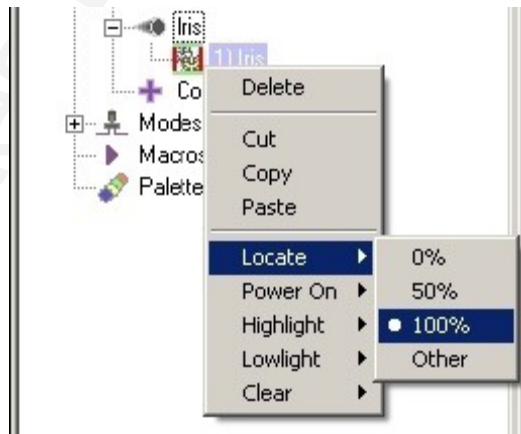 Iris
1) Iris
Co
Modes
Macros
Palette
Delete
Cut
Copy
Paste
Locate
Power On
Highlight
Lowlight
Clear
0%
50%
100%
Other